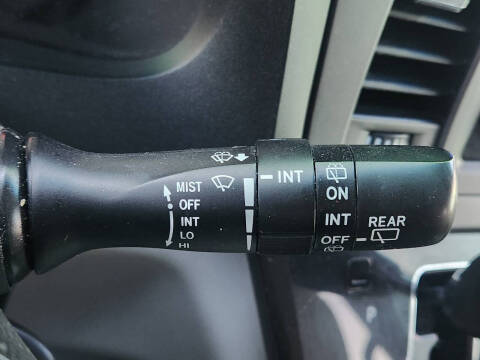 MIST
OFF
INT
LO
HI
INT
ON
INT
OFF
REAR